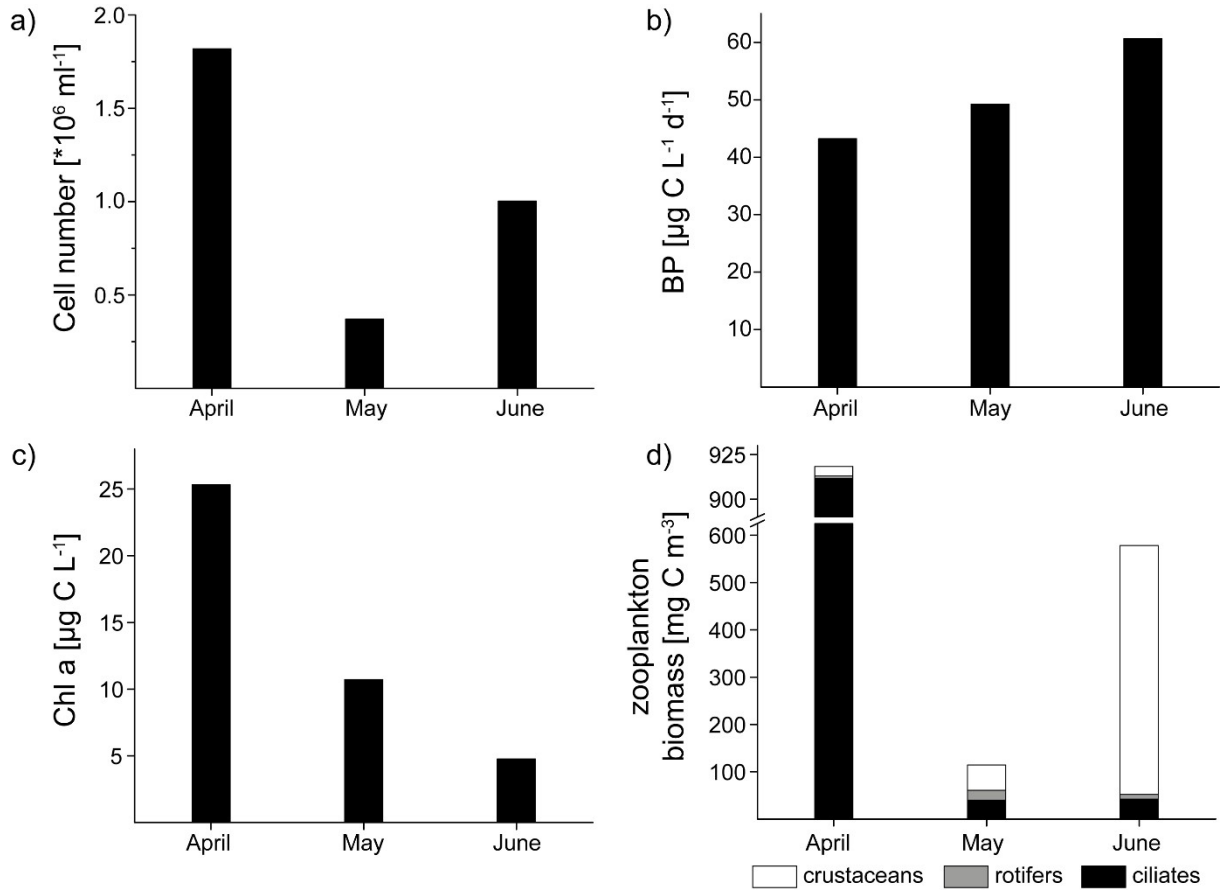 a)
Cell number [*10⁶ ml⁻¹]
2.0
1.5
1.0
0.5
April May June
b)
BP [µg C L⁻¹ d⁻¹]
60
50
40
30
20
10
April May June
c)
Chl a [µg C L⁻¹]
25
20
15
10
5
April May June
d)
zooplankton
biomass [mg C m⁻³]
925
900
600
500
400
300
200
100
April May June
crustaceans rotifers ciliates